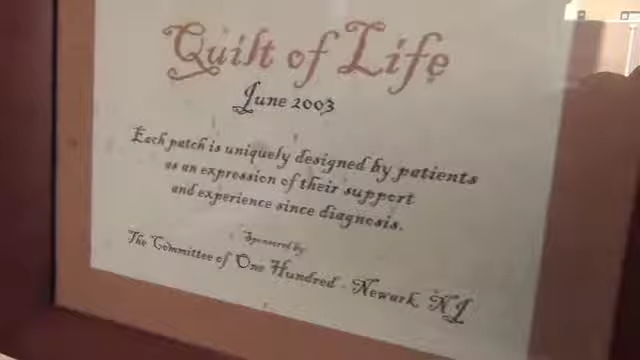 Quilt of Life
June 2003
Each patch is uniquely designed by patients
as an expression of their support
and experience since diagnosis.
Sponsored by
The Committee of One Hundred - Newark, NJ